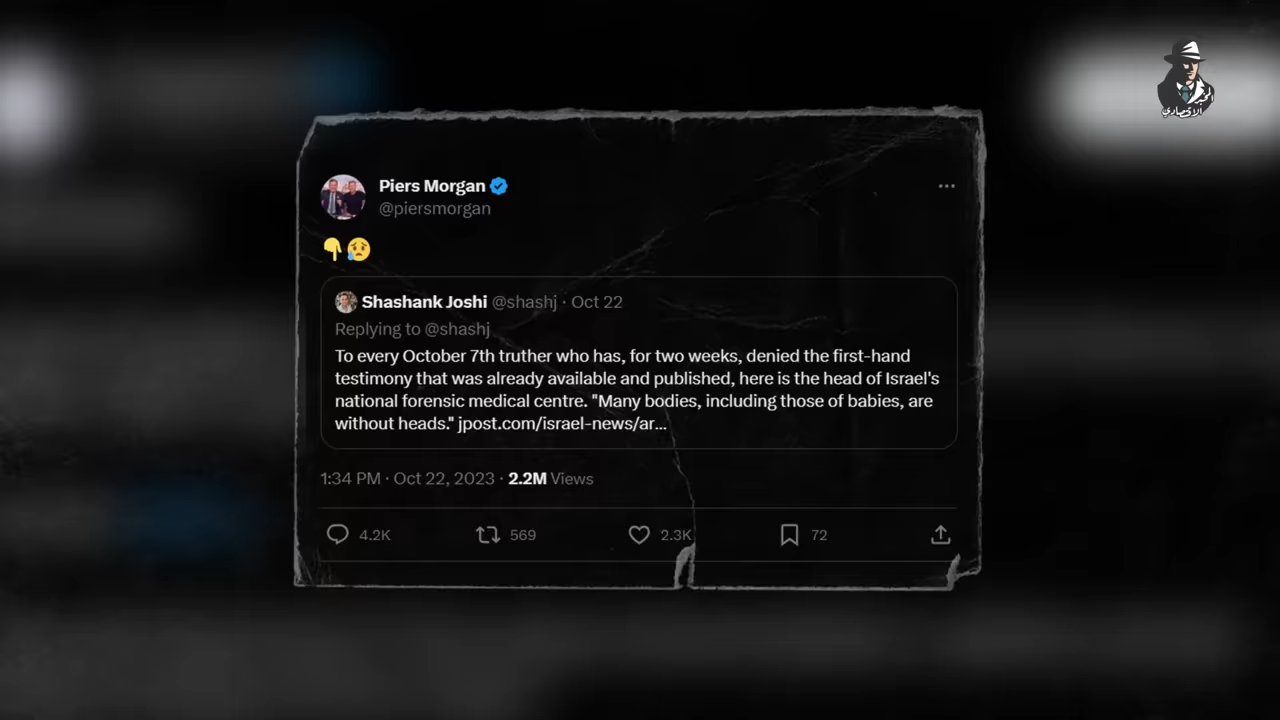 المخبر
الاقتصادي
Piers Morgan
@piersmorgan
👇😥
Shashank Joshi @shashj · Oct 22
Replying to @shashj
To every October 7th truther who has, for two weeks, denied the first-hand
testimony that was already available and published, here is the head of Israel's
national forensic medical centre. "Many bodies, including those of babies, are
without heads." jpost.com/israel-news/ar...
1:34 PM · Oct 22, 2023 · 2.2M Views
4.2K 569 2.3K 72